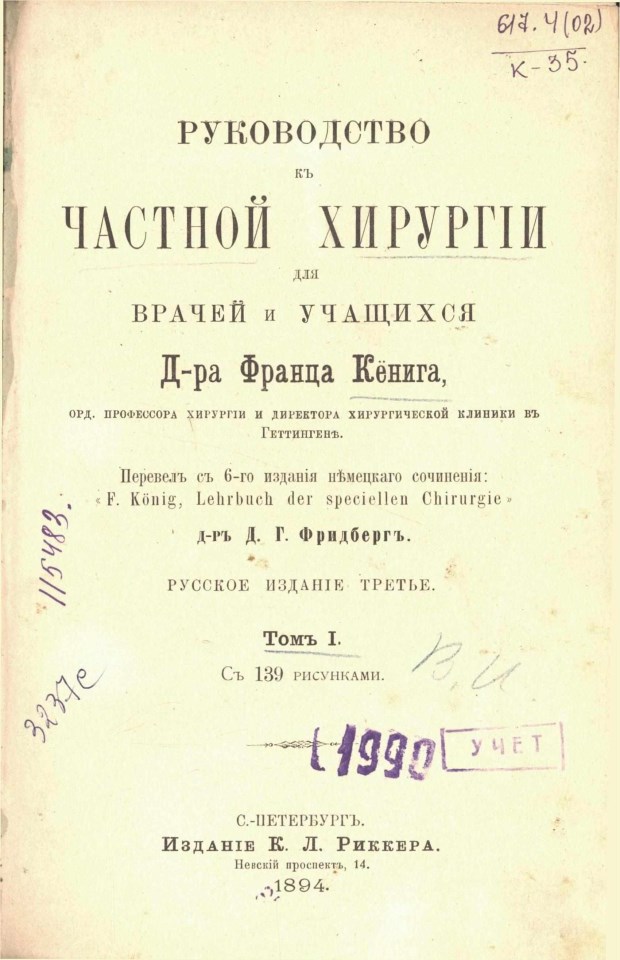 617.4(02)
К-35.
РУКОВОДСТВО
КЪ
ЧАСТНОЙ ХИРУРГІИ
ДЛЯ
ВРАЧЕЙ И УЧАЩИХСЯ
Д-ра Франца Кёнига,
ОРД. ПРОФЕССОРА ХИРУРГІИ И ДИРЕКТОРА ХИРУРГИЧЕСКОЙ КЛИНИКИ ВЪ
ГЕТТИНГЕНѢ.
Перевелъ съ 6-го изданія нѣмецкаго сочиненія:
«F. König, Lehrbuch der speciellen Chirurgie»
д-ръ Д. Г. Фридбергъ.
РУССКОЕ ИЗДАНІЕ ТРЕТЬЕ.
Томъ I.
Съ 139 РИСУНКАМИ.
115483.
3237с
В.И
1990
УЧЕТ
С.-ПЕТЕРБУРГЪ.
ИЗДАНІЕ К. Л. РИККЕРА.
Невскій проспектъ, 14.
1894.